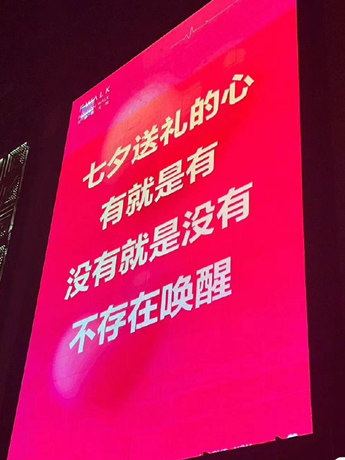 七夕送礼的心
有就是有
没有就是没有
不存在唤醒